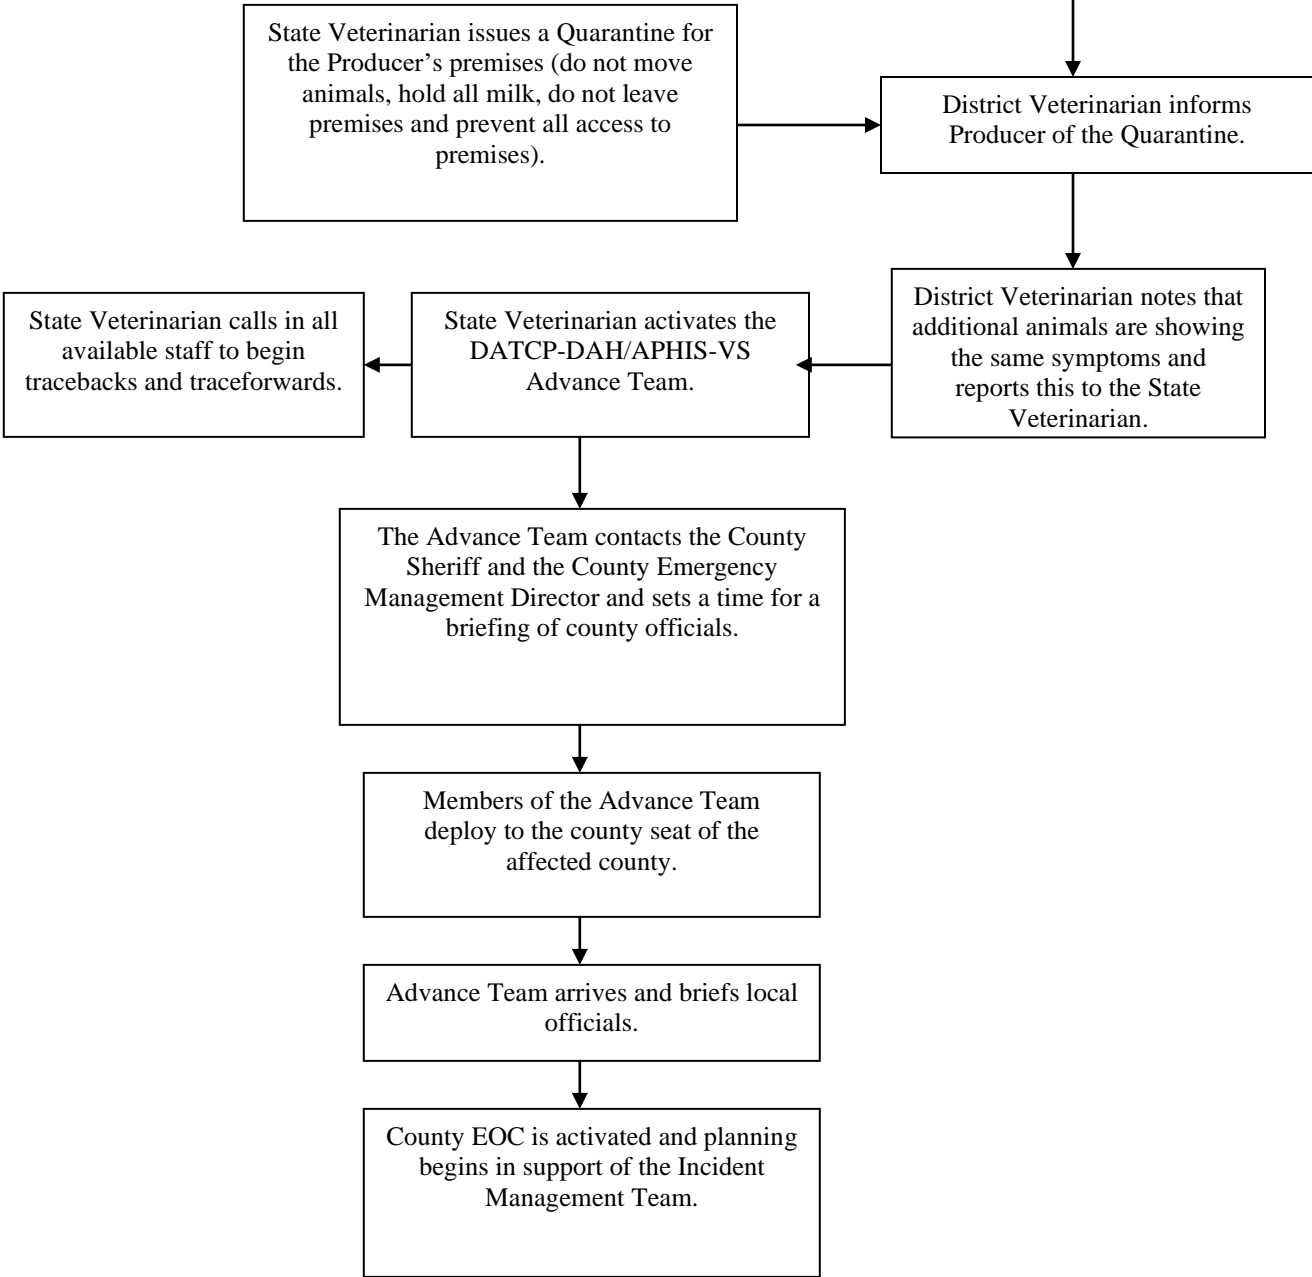 State Veterinarian issues a Quarantine for
the Producer’s premises (do not move
animals, hold all milk, do not leave
premises and prevent all access to
premises).
District Veterinarian informs
Producer of the Quarantine.
District Veterinarian notes that
additional animals are showing
the same symptoms and
reports this to the State
Veterinarian.
State Veterinarian activates the
DATCP-DAH/APHIS-VS
Advance Team.
State Veterinarian calls in all
available staff to begin
tracebacks and traceforwards.
The Advance Team contacts the County
Sheriff and the County Emergency
Management Director and sets a time for a
briefing of county officials.
Members of the Advance Team
deploy to the county seat of the
affected county.
Advance Team arrives and briefs local
officials.
County EOC is activated and planning
begins in support of the Incident
Management Team.